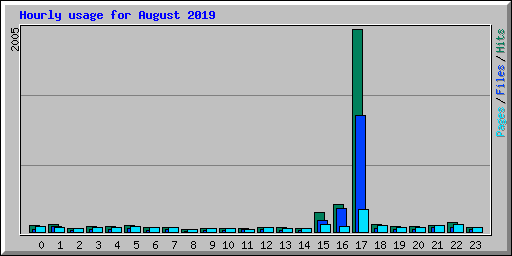 Hourly usage for August 2019
2005
Pages/Files/Hits
0 1 2 3 4 5 6 7 8 9 10 11 12 13 14 15 16 17 18 19 20 21 22 23